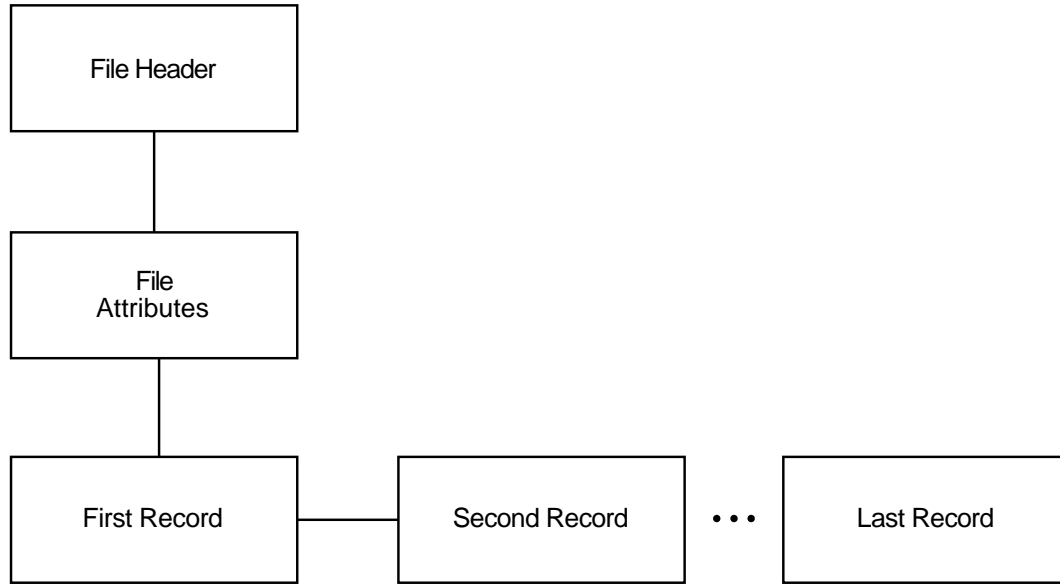 File Header
File
Attributes
First Record
Second Record
• • •
Last Record